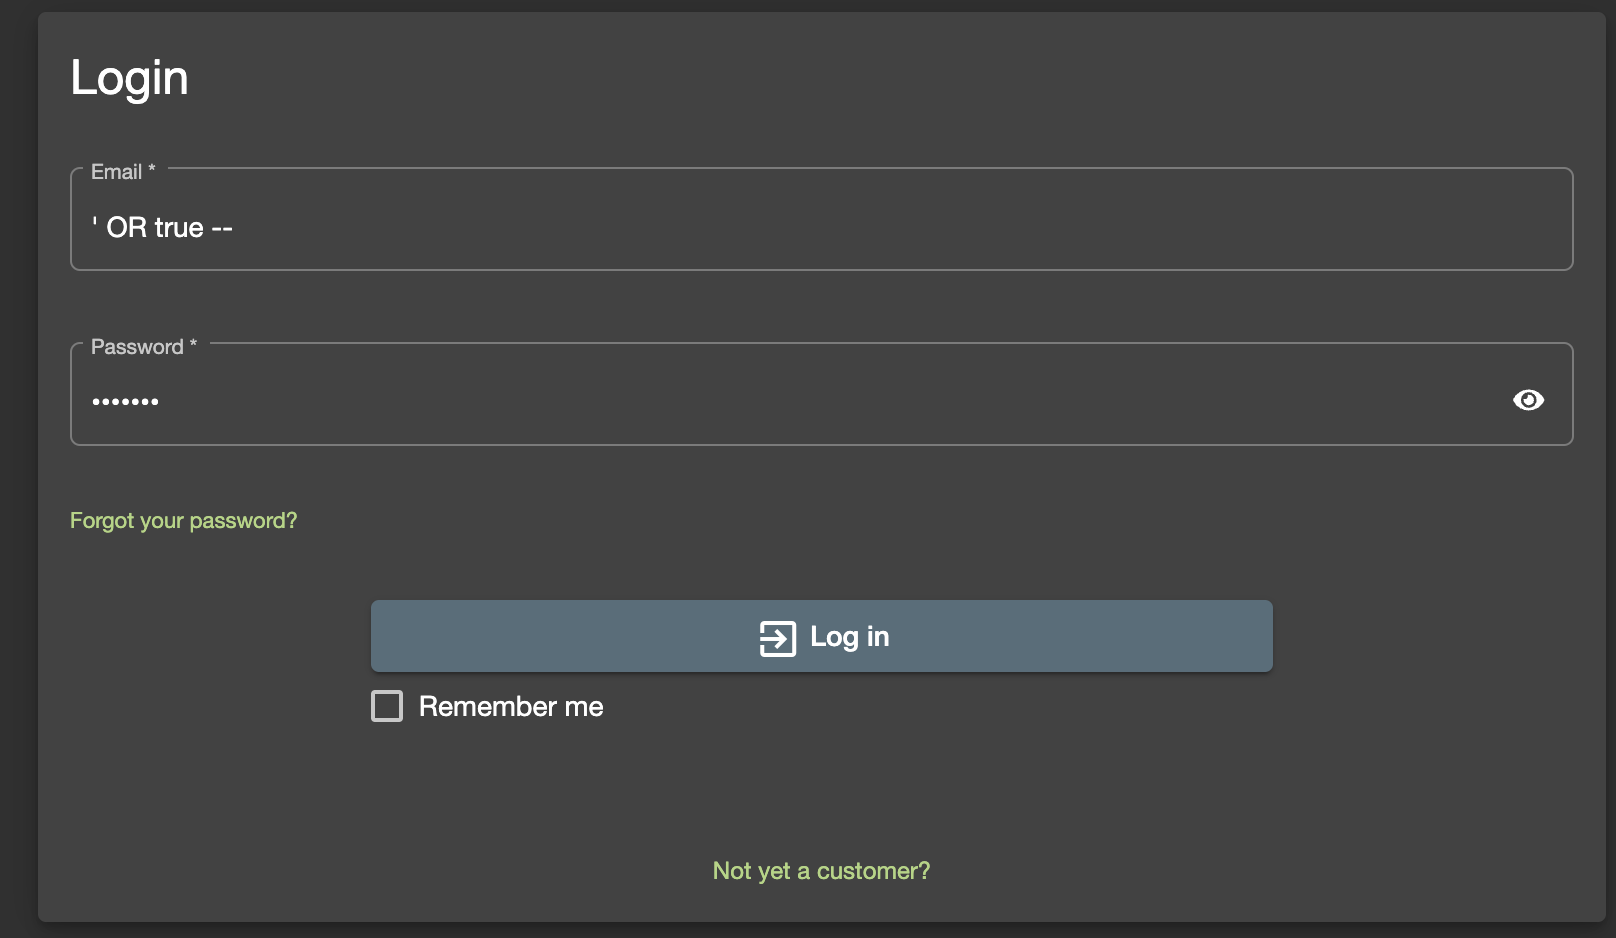 Login
Email *
' OR true --
Password *
•••••••
Forgot your password?
Log in
Remember me
Not yet a customer?